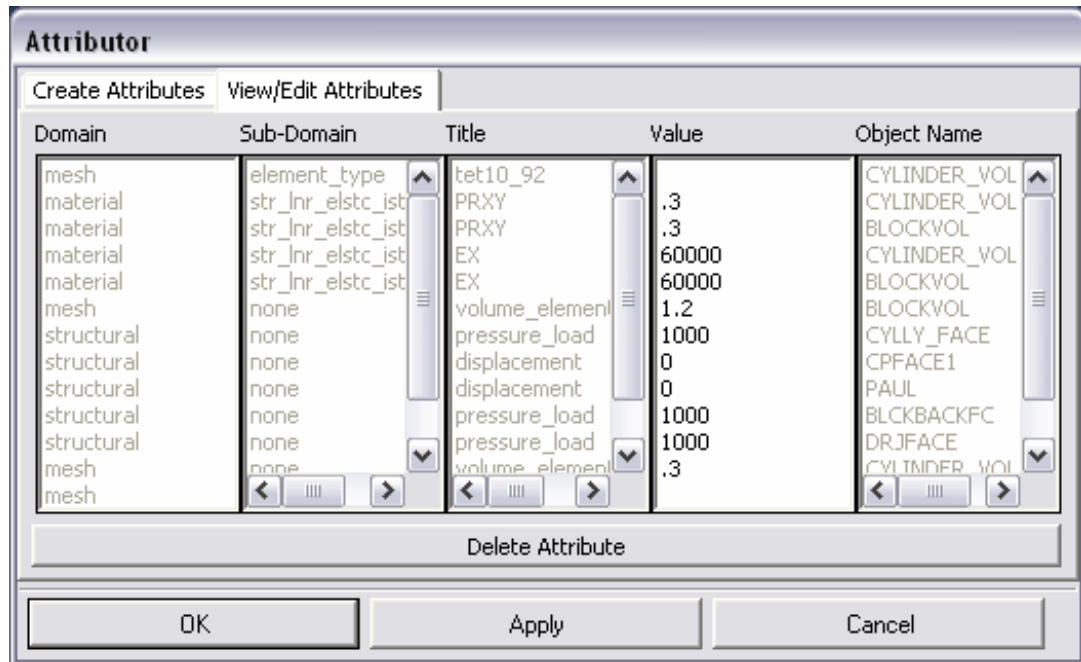 Attributor
Create Attributes View/Edit Attributes
Domain Sub-Domain Title Value Object Name
mesh element_type tet10_92 CYLINDER_VOL
material str_lnr_elstc_ist PRXY .3 CYLINDER_VOL
material str_lnr_elstc_ist PRXY .3 BLOCKVOL
material str_lnr_elstc_ist EX 60000 CYLINDER_VOL
material str_lnr_elstc_ist EX 60000 BLOCKVOL
mesh none volume_element 1.2 BLOCKVOL
structural none pressure_load 1000 CYLLY_FACE
structural none displacement 0 CPFACE1
structural none displacement 0 PAUL
structural none pressure_load 1000 BLCKBACKFC
structural none pressure_load 1000 DRJFACE
mesh none volume_element .3 CYLINDER_VOL
mesh
Delete Attribute
OK Apply Cancel